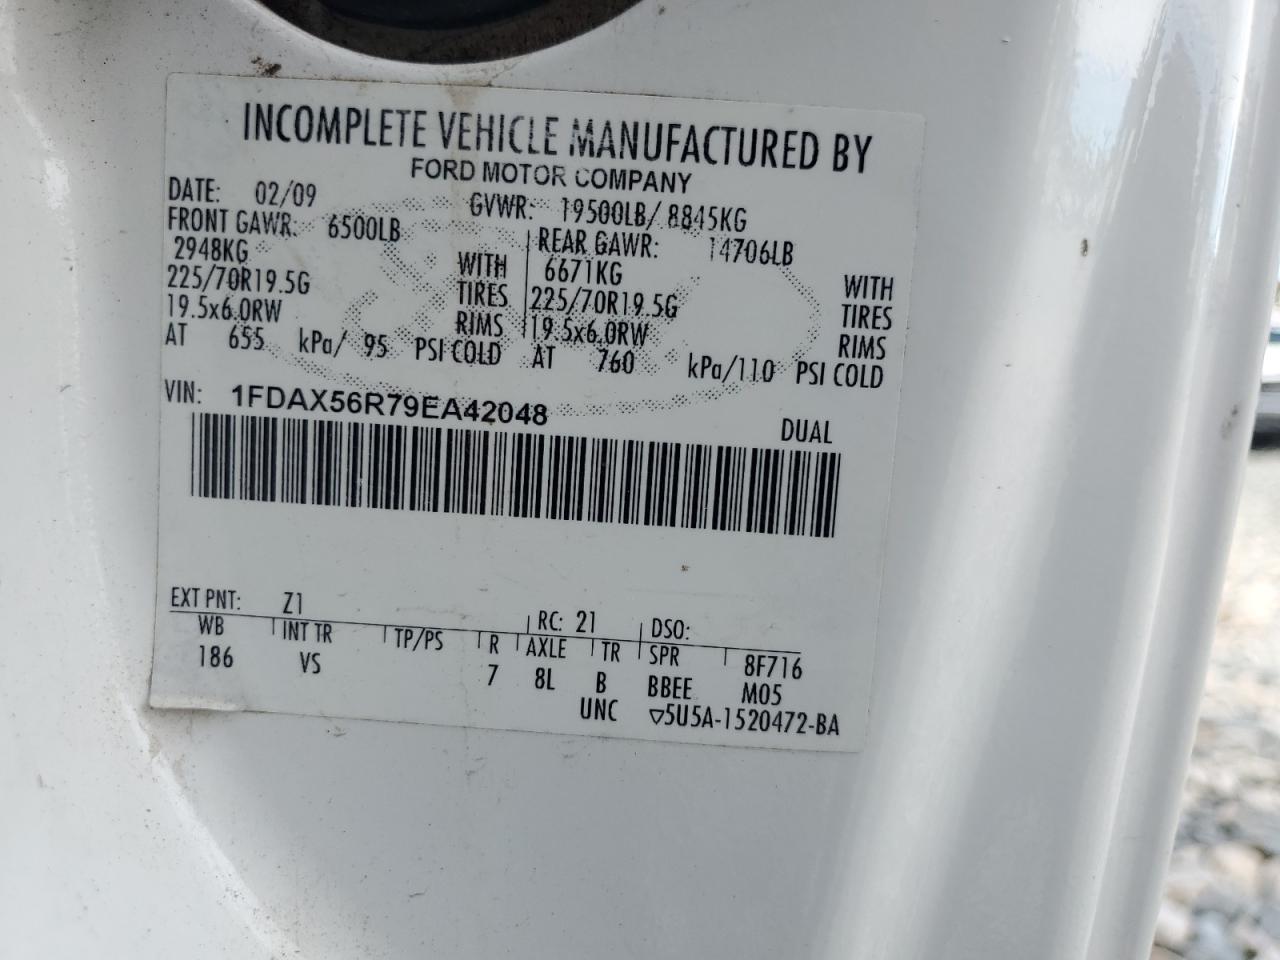 INCOMPLETE VEHICLE MANUFACTURED BY
FORD MOTOR COMPANY
DATE: 02/09 GVWR: 19500LB/ 8845KG
FRONT GAWR: 6500LB REAR GAWR: 14706LB
2948KG WITH 6671KG WITH
225/70R19.5G TIRES 225/70R19.5G TIRES
19.5x6.0RW RIMS 19.5x6.0RW RIMS
AT 655 kPa/ 95 PSI COLD AT 760 kPa/110 PSI COLD
VIN: 1FDAX56R79EA42048
DUAL
EXT PNT: Z1 RC: 21 DSO:
WB INT TR TP/PS R AXLE TR SPR 8F716
186 VS 7 8L B BBEE M05
UNC ▽5U5A-1520472-BA